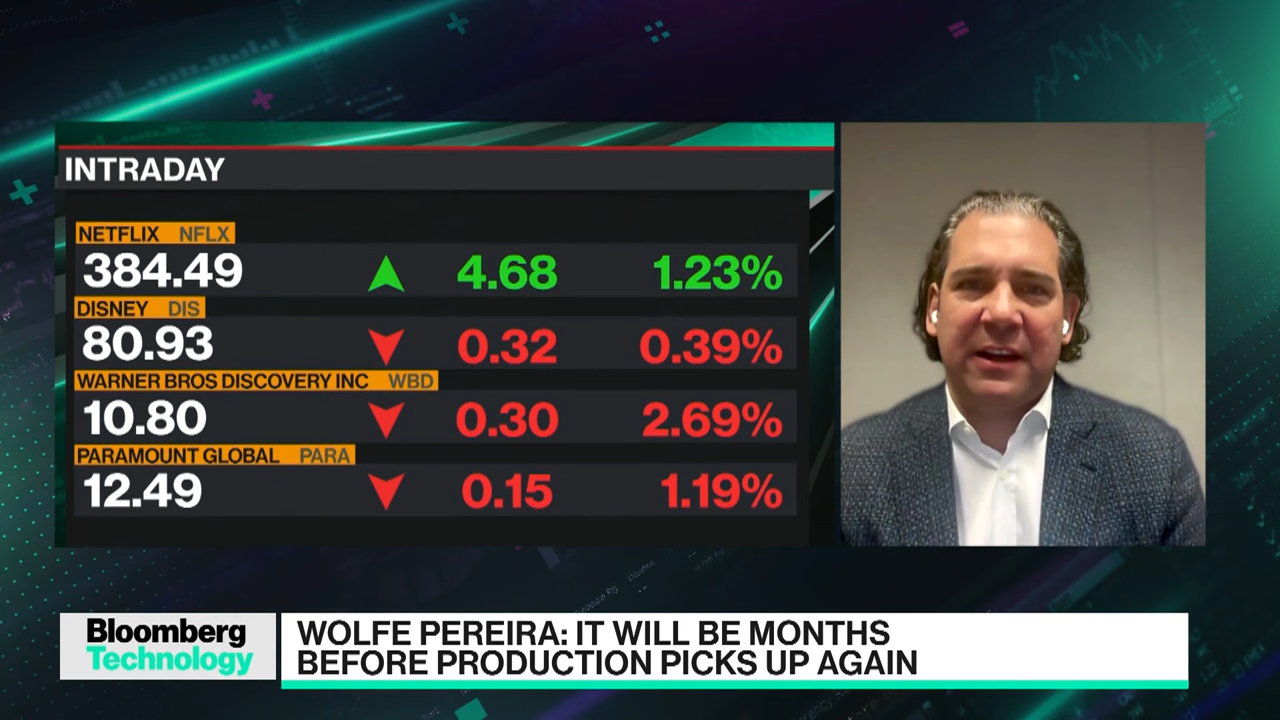 INTRADAY
NETFLIX NFLX
384.49 4.68 1.23%
DISNEY DIS
80.93 0.32 0.39%
WARNER BROS DISCOVERY INC WBD
10.80 0.30 2.69%
PARAMOUNT GLOBAL PARA
12.49 0.15 1.19%
Bloomberg
Technology
WOLFE PEREIRA: IT WILL BE MONTHS
BEFORE PRODUCTION PICKS UP AGAIN